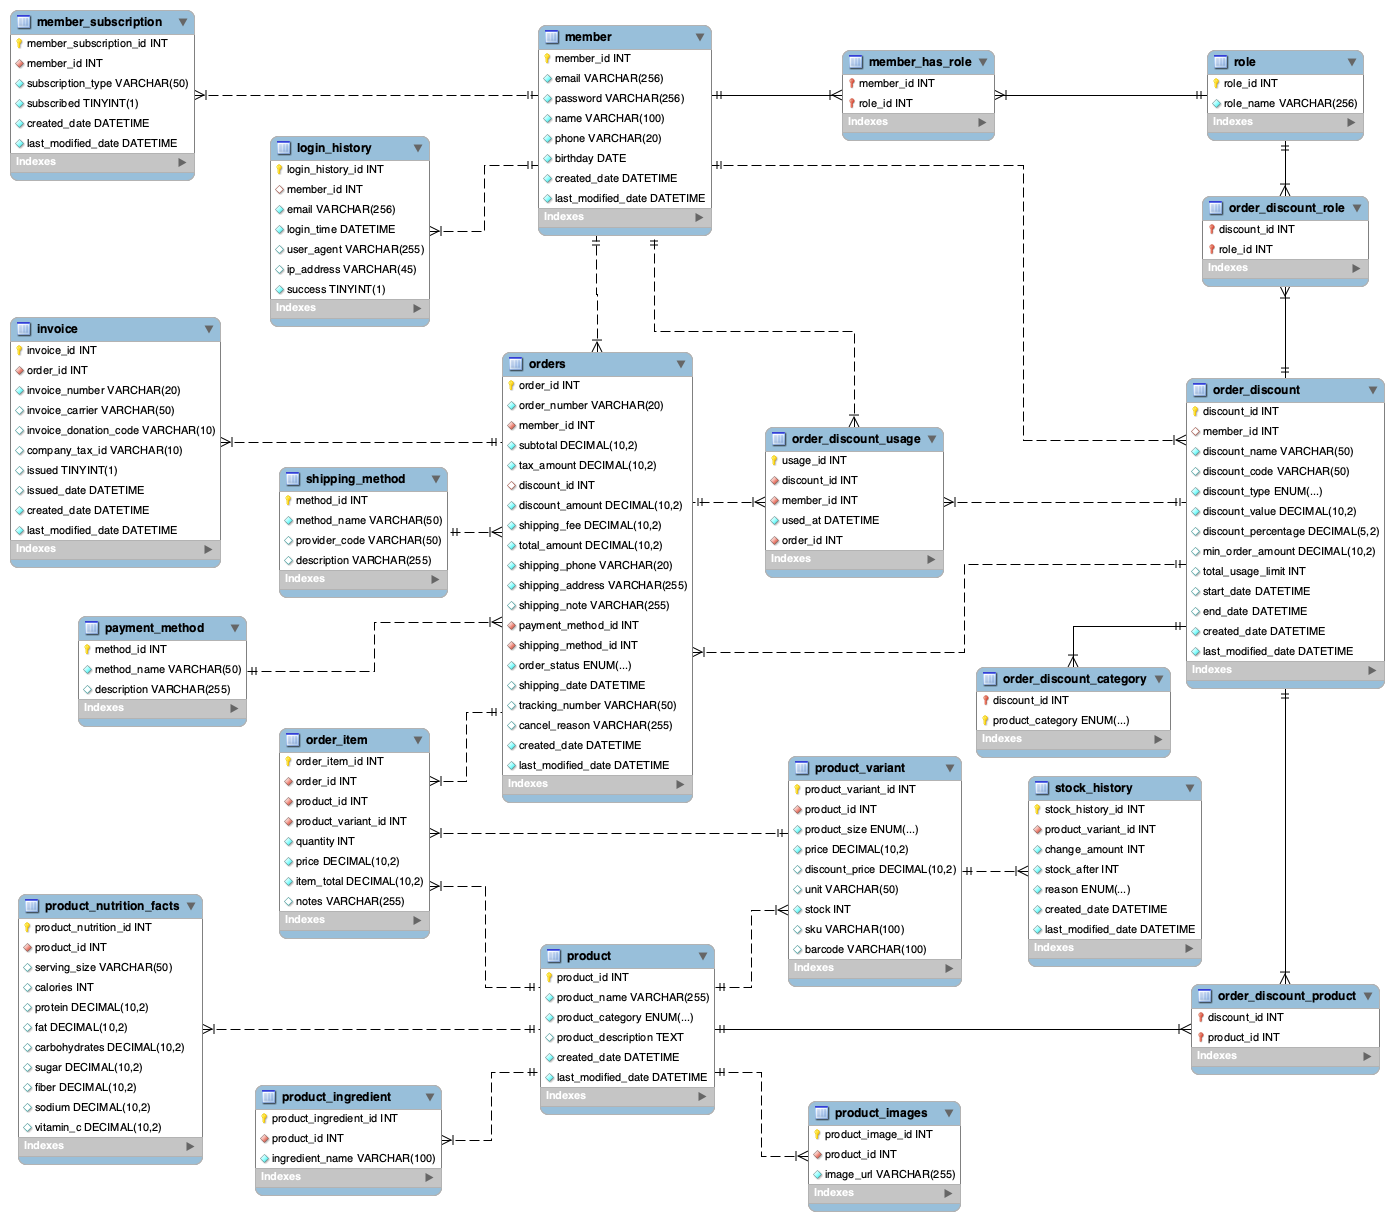 member_subscription
member_subscription_id INT
member_id INT
subscription_type VARCHAR(50)
subscribed TINYINT(1)
created_date DATETIME
last_modified_date DATETIME
Indexes
member
member_id INT
email VARCHAR(256)
password VARCHAR(256)
name VARCHAR(100)
phone VARCHAR(20)
birthday DATE
created_date DATETIME
last_modified_date DATETIME
Indexes
member_has_role
member_id INT
role_id INT
Indexes
role
role_id INT
role_name VARCHAR(256)
Indexes
login_history
login_history_id INT
member_id INT
email VARCHAR(256)
login_time DATETIME
user_agent VARCHAR(255)
ip_address VARCHAR(45)
success TINYINT(1)
Indexes
order_discount_role
discount_id INT
role_id INT
Indexes
invoice
invoice_id INT
order_id INT
invoice_number VARCHAR(20)
invoice_carrier VARCHAR(50)
invoice_donation_code VARCHAR(10)
company_tax_id VARCHAR(10)
issued TINYINT(1)
issued_date DATETIME
created_date DATETIME
last_modified_date DATETIME
Indexes
orders
order_id INT
order_number VARCHAR(20)
member_id INT
subtotal DECIMAL(10,2)
tax_amount DECIMAL(10,2)
discount_id INT
discount_amount DECIMAL(10,2)
shipping_fee DECIMAL(10,2)
total_amount DECIMAL(10,2)
shipping_phone VARCHAR(20)
shipping_address VARCHAR(255)
shipping_note VARCHAR(255)
payment_method_id INT
shipping_method_id INT
order_status ENUM(...)
shipping_date DATETIME
tracking_number VARCHAR(50)
cancel_reason VARCHAR(255)
created_date DATETIME
last_modified_date DATETIME
Indexes
order_discount
discount_id INT
member_id INT
discount_name VARCHAR(50)
discount_code VARCHAR(50)
discount_type ENUM(...)
discount_value DECIMAL(10,2)
discount_percentage DECIMAL(5,2)
min_order_amount DECIMAL(10,2)
total_usage_limit INT
start_date DATETIME
end_date DATETIME
created_date DATETIME
last_modified_date DATETIME
Indexes
order_discount_usage
usage_id INT
discount_id INT
member_id INT
used_at DATETIME
order_id INT
Indexes
shipping_method
method_id INT
method_name VARCHAR(50)
provider_code VARCHAR(50)
description VARCHAR(255)
Indexes
payment_method
method_id INT
method_name VARCHAR(50)
description VARCHAR(255)
Indexes
order_discount_category
discount_id INT
product_category ENUM(...)
Indexes
order_item
order_item_id INT
order_id INT
product_id INT
product_variant_id INT
quantity INT
price DECIMAL(10,2)
item_total DECIMAL(10,2)
notes VARCHAR(255)
Indexes
product_variant
product_variant_id INT
product_id INT
product_size ENUM(...)
price DECIMAL(10,2)
discount_price DECIMAL(10,2)
unit VARCHAR(50)
stock INT
sku VARCHAR(100)
barcode VARCHAR(100)
Indexes
stock_history
stock_history_id INT
product_variant_id INT
change_amount INT
stock_after INT
reason ENUM(...)
created_date DATETIME
last_modified_date DATETIME
Indexes
product_nutrition_facts
product_nutrition_id INT
product_id INT
serving_size VARCHAR(50)
calories INT
protein DECIMAL(10,2)
fat DECIMAL(10,2)
carbohydrates DECIMAL(10,2)
sugar DECIMAL(10,2)
fiber DECIMAL(10,2)
sodium DECIMAL(10,2)
vitamin_c DECIMAL(10,2)
Indexes
product
product_id INT
product_name VARCHAR(255)
product_category ENUM(...)
product_description TEXT
created_date DATETIME
last_modified_date DATETIME
Indexes
order_discount_product
discount_id INT
product_id INT
Indexes
product_ingredient
product_ingredient_id INT
product_id INT
ingredient_name VARCHAR(100)
Indexes
product_images
product_image_id INT
product_id INT
image_url VARCHAR(255)
Indexes